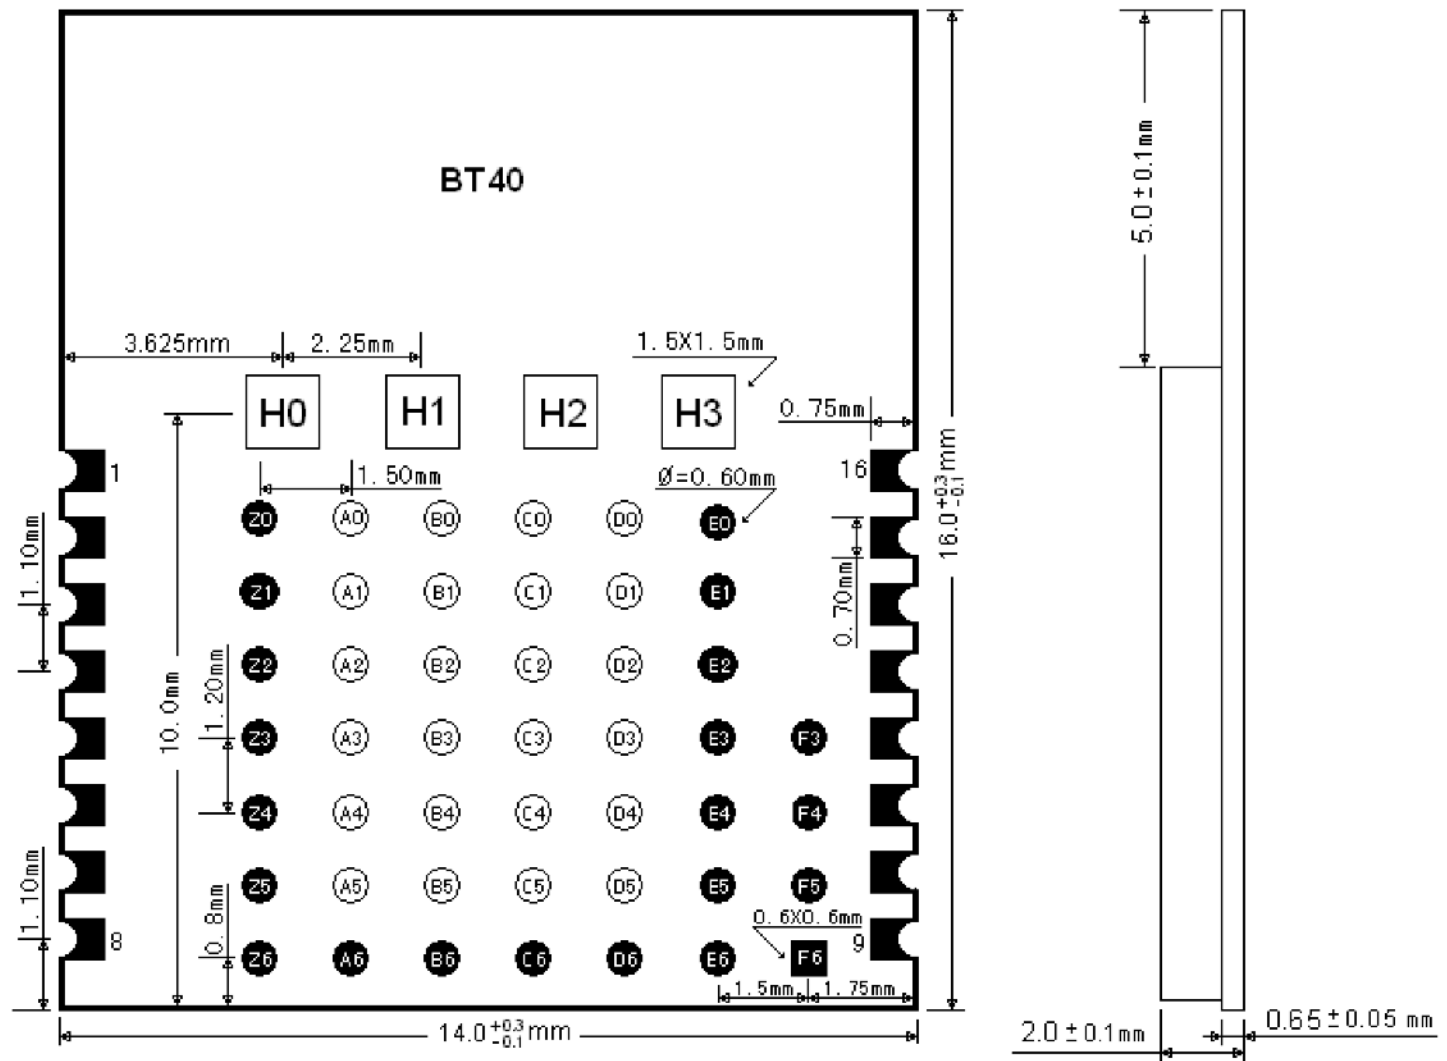 BT40
5.0±0.1mm
3.625mm
2.25mm
1.5X1.5mm
H0 H1 H2 H3
0.75mm
1 16
1.50mm
Ø=0.60mm
16.0+0.3-0.1mm
Z0 A0 B0 C0 D0 E0
1.10mm
0.70mm
Z1 A1 B1 C1 D1 E1
Z2 A2 B2 C2 D2 E2
1.20mm
10.0mm
Z3 A3 B3 C3 D3 E3 F3
Z4 A4 B4 C4 D4 E4 F4
1.10mm
0.8mm
Z5 A5 B5 C5 D5 E5 F5
0.6X0.6mm
8 9
Z6 A6 B6 C6 D6 E6 F6
1.5mm 1.75mm
14.0+0.3-0.1mm
2.0±0.1mm
0.65±0.05 mm